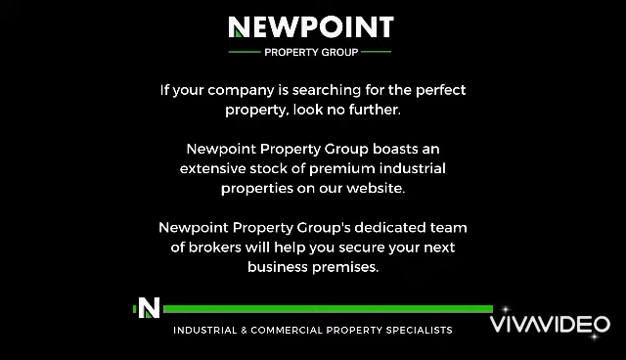 NEWPOINT
PROPERTY GROUP
If your company is searching for the perfect
property, look no further.
Newpoint Property Group boasts an
extensive stock of premium industrial
properties on our website.
Newpoint Property Group's dedicated team
of brokers will help you secure your next
business premises.
N
INDUSTRIAL & COMMERCIAL PROPERTY SPECIALISTS
VIVAVIDEO